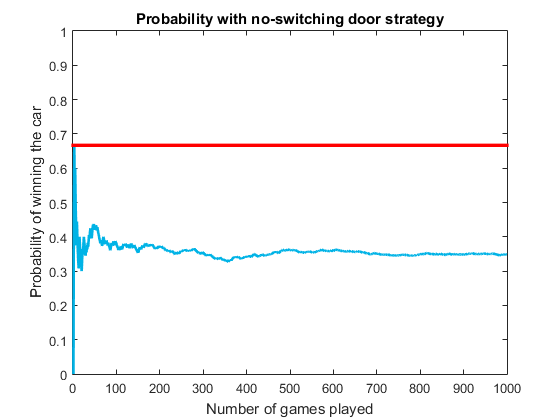 Probability with no-switching door strategy
1
0.9
0.8
0.7
0.6
0.5
0.4
0.3
0.2
0.1
0
Probability of winning the car
0 100 200 300 400 500 600 700 800 900 1000
Number of games played